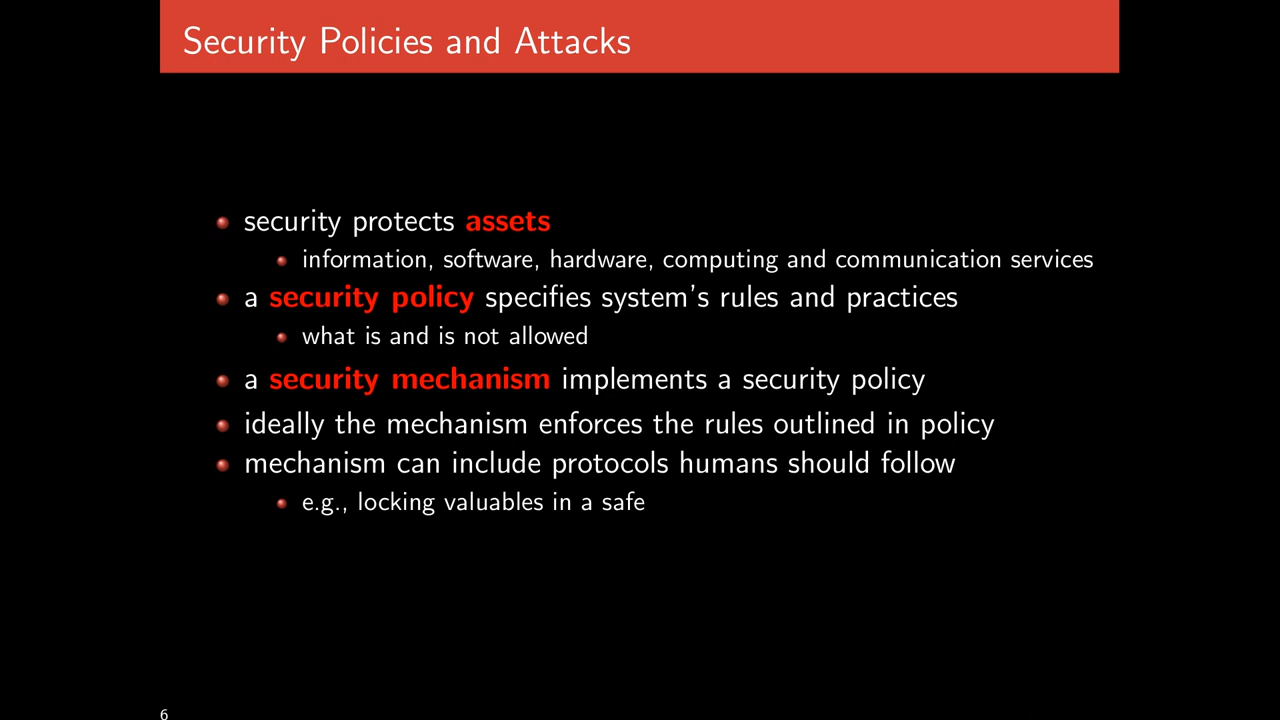 Security Policies and Attacks
security protects assets
information, software, hardware, computing and communication services
a security policy specifies system's rules and practices
what is and is not allowed
a security mechanism implements a security policy
ideally the mechanism enforces the rules outlined in policy
mechanism can include protocols humans should follow
e.g., locking valuables in a safe
6